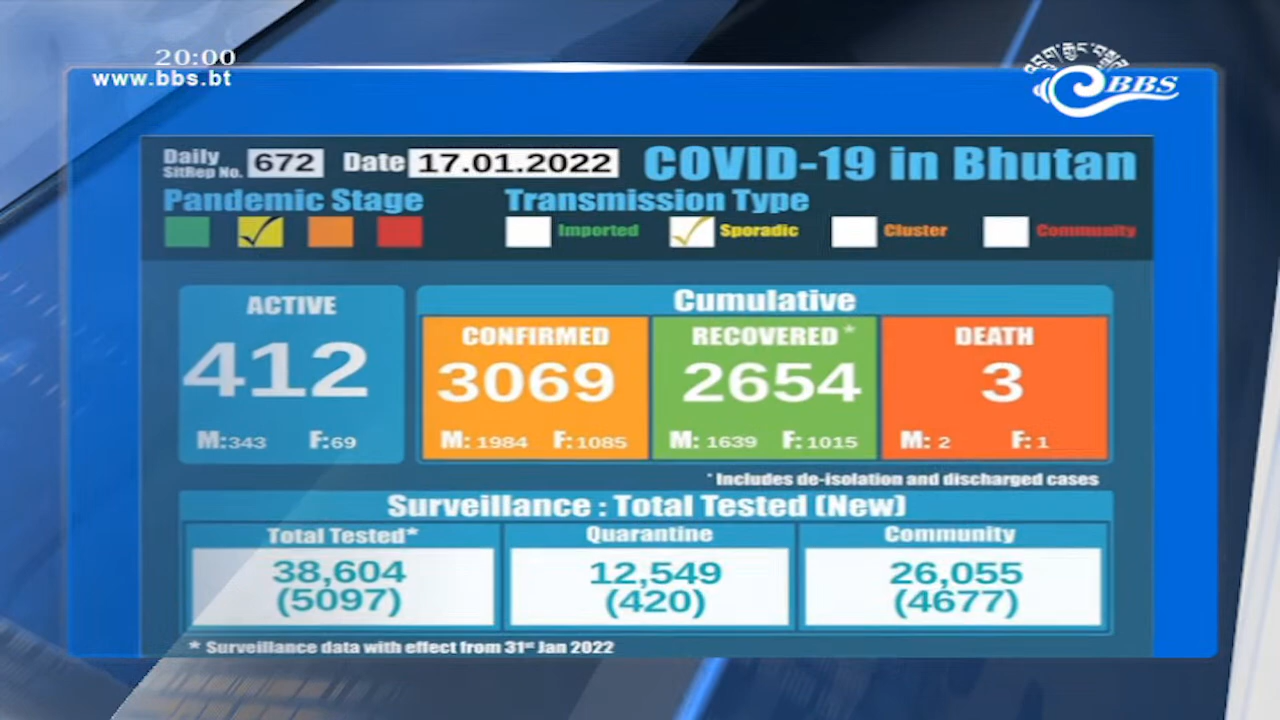 20:00
www.bbs.bt
BBS
Daily
SitRep No. 672 Date 17.01.2022 COVID-19 in Bhutan
Pandemic Stage Transmission Type
Imported Sporadic Cluster Community
ACTIVE
412
M:343 F:69
Cumulative
CONFIRMED RECOVERED* DEATH
3069 2654 3
M: 1984 F:1085 M: 1639 F:1015 M: 2 F:1
* Includes de-isolation and discharged cases
Surveillance : Total Tested (New)
Total Tested* Quarantine Community
38,604 12,549 26,055
(5097) (420) (4677)
* Surveillance data with effect from 31st Jan 2022